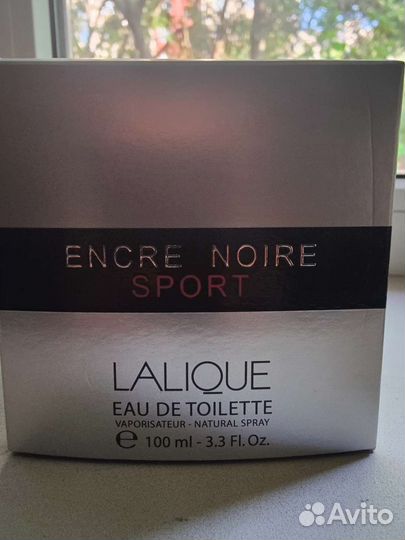 ENCRE NOIRE
SPORT
LALIQUE
EAU DE TOILETTE
VAPORISATEUR - NATURAL SPRAY
℮ 100 ml - 3.3 Fl. Oz.
Avito